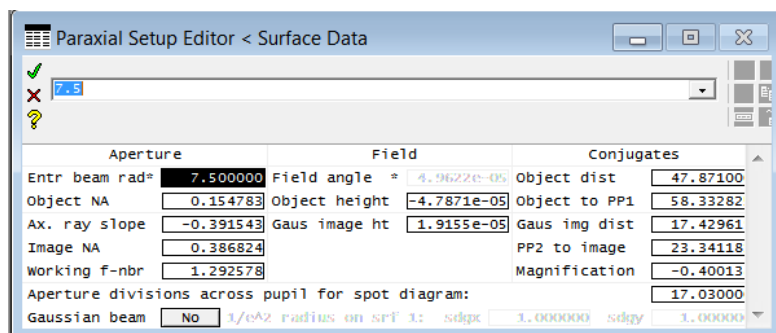 Paraxial Setup Editor < Surface Data
7.5
Aperture Field Conjugates
Entr beam rad* 7.500000 Field angle * 4.9622e-05 Object dist 47.87100
Object NA 0.154783 Object height -4.7871e-05 Object to PP1 58.33282
Ax. ray slope -0.391543 Gaus image ht 1.9155e-05 Gaus img dist 17.42961
Image NA 0.386824 PP2 to image 23.34118
Working f-nbr 1.292578 Magnification -0.40013
Aperture divisions across pupil for spot diagram: 17.03000
Gaussian beam No 1/e^2 radius on srf 1: sdgx 1.000000 sdgy 1.00000